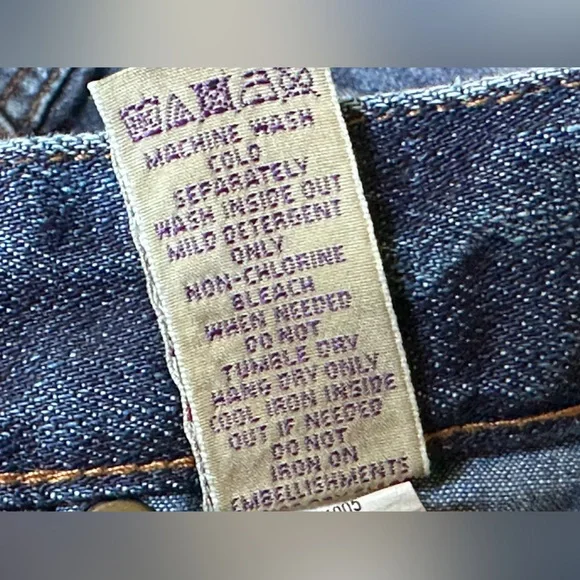 MACHINE WASH
COLD
SEPARATELY
WASH INSIDE OUT
MILD DETERGENT
ONLY
NON-CHLORINE
BLEACH
WHEN NEEDED
DO NOT
TUMBLE DRY
HANG DRY ONLY
COOL IRON INSIDE
OUT IF NEEDED
DO NOT
IRON ON
EMBELLISHMENTS